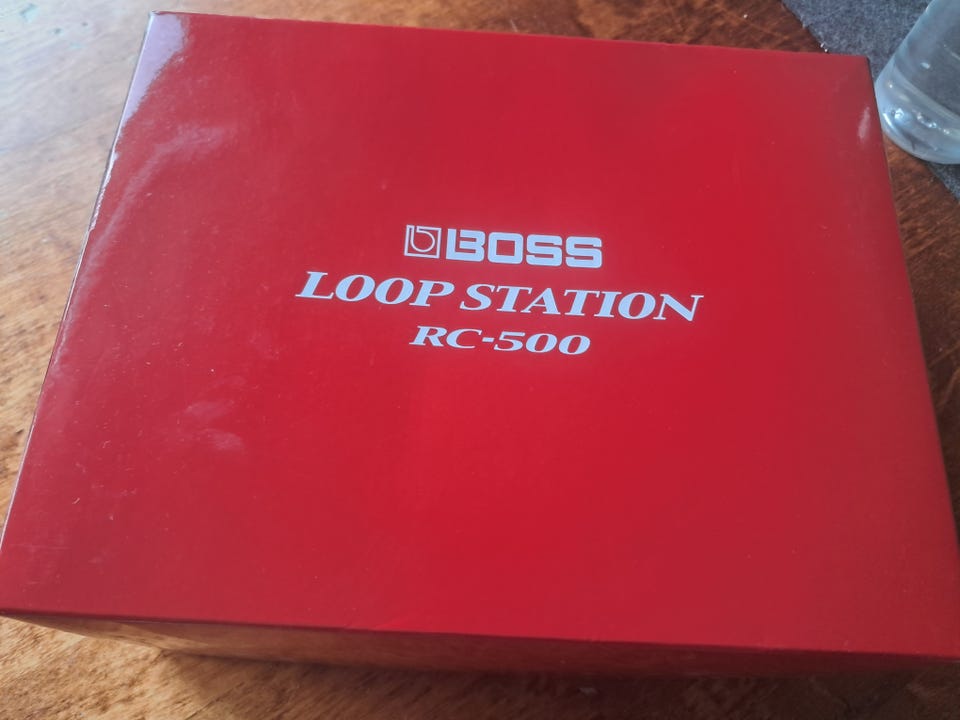 BOSS
LOOP STATION
RC-500